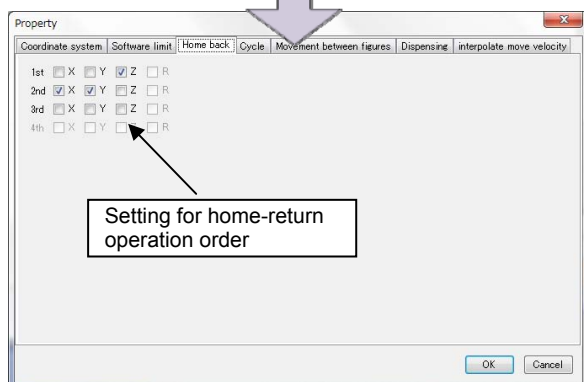 Property
Coordinate system Software limit Home back Cycle Movement between figures Dispensing interpolate move velocity
1st X Y Z R
2nd X Y Z R
3rd X Y Z R
4th X Y Z R
Setting for home-return
operation order
OK Cancel